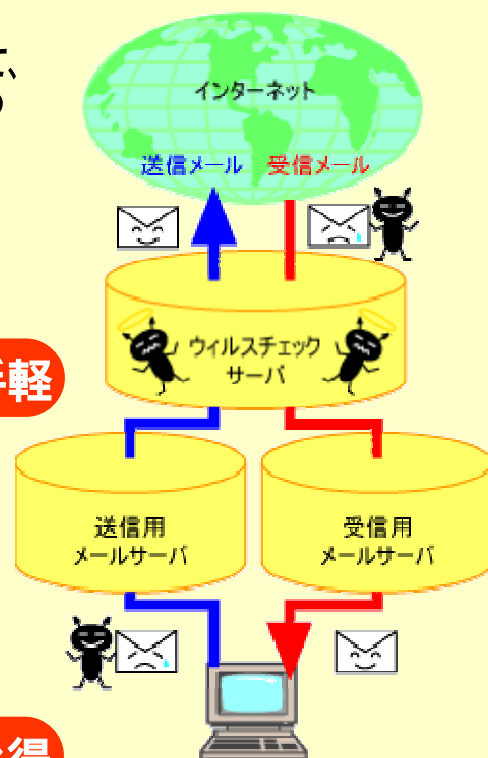 インターネット
送信メール 受信メール
ウィルスチェック
サーバ
軽
送信用
メールサーバ
受信用
メールサーバ
得